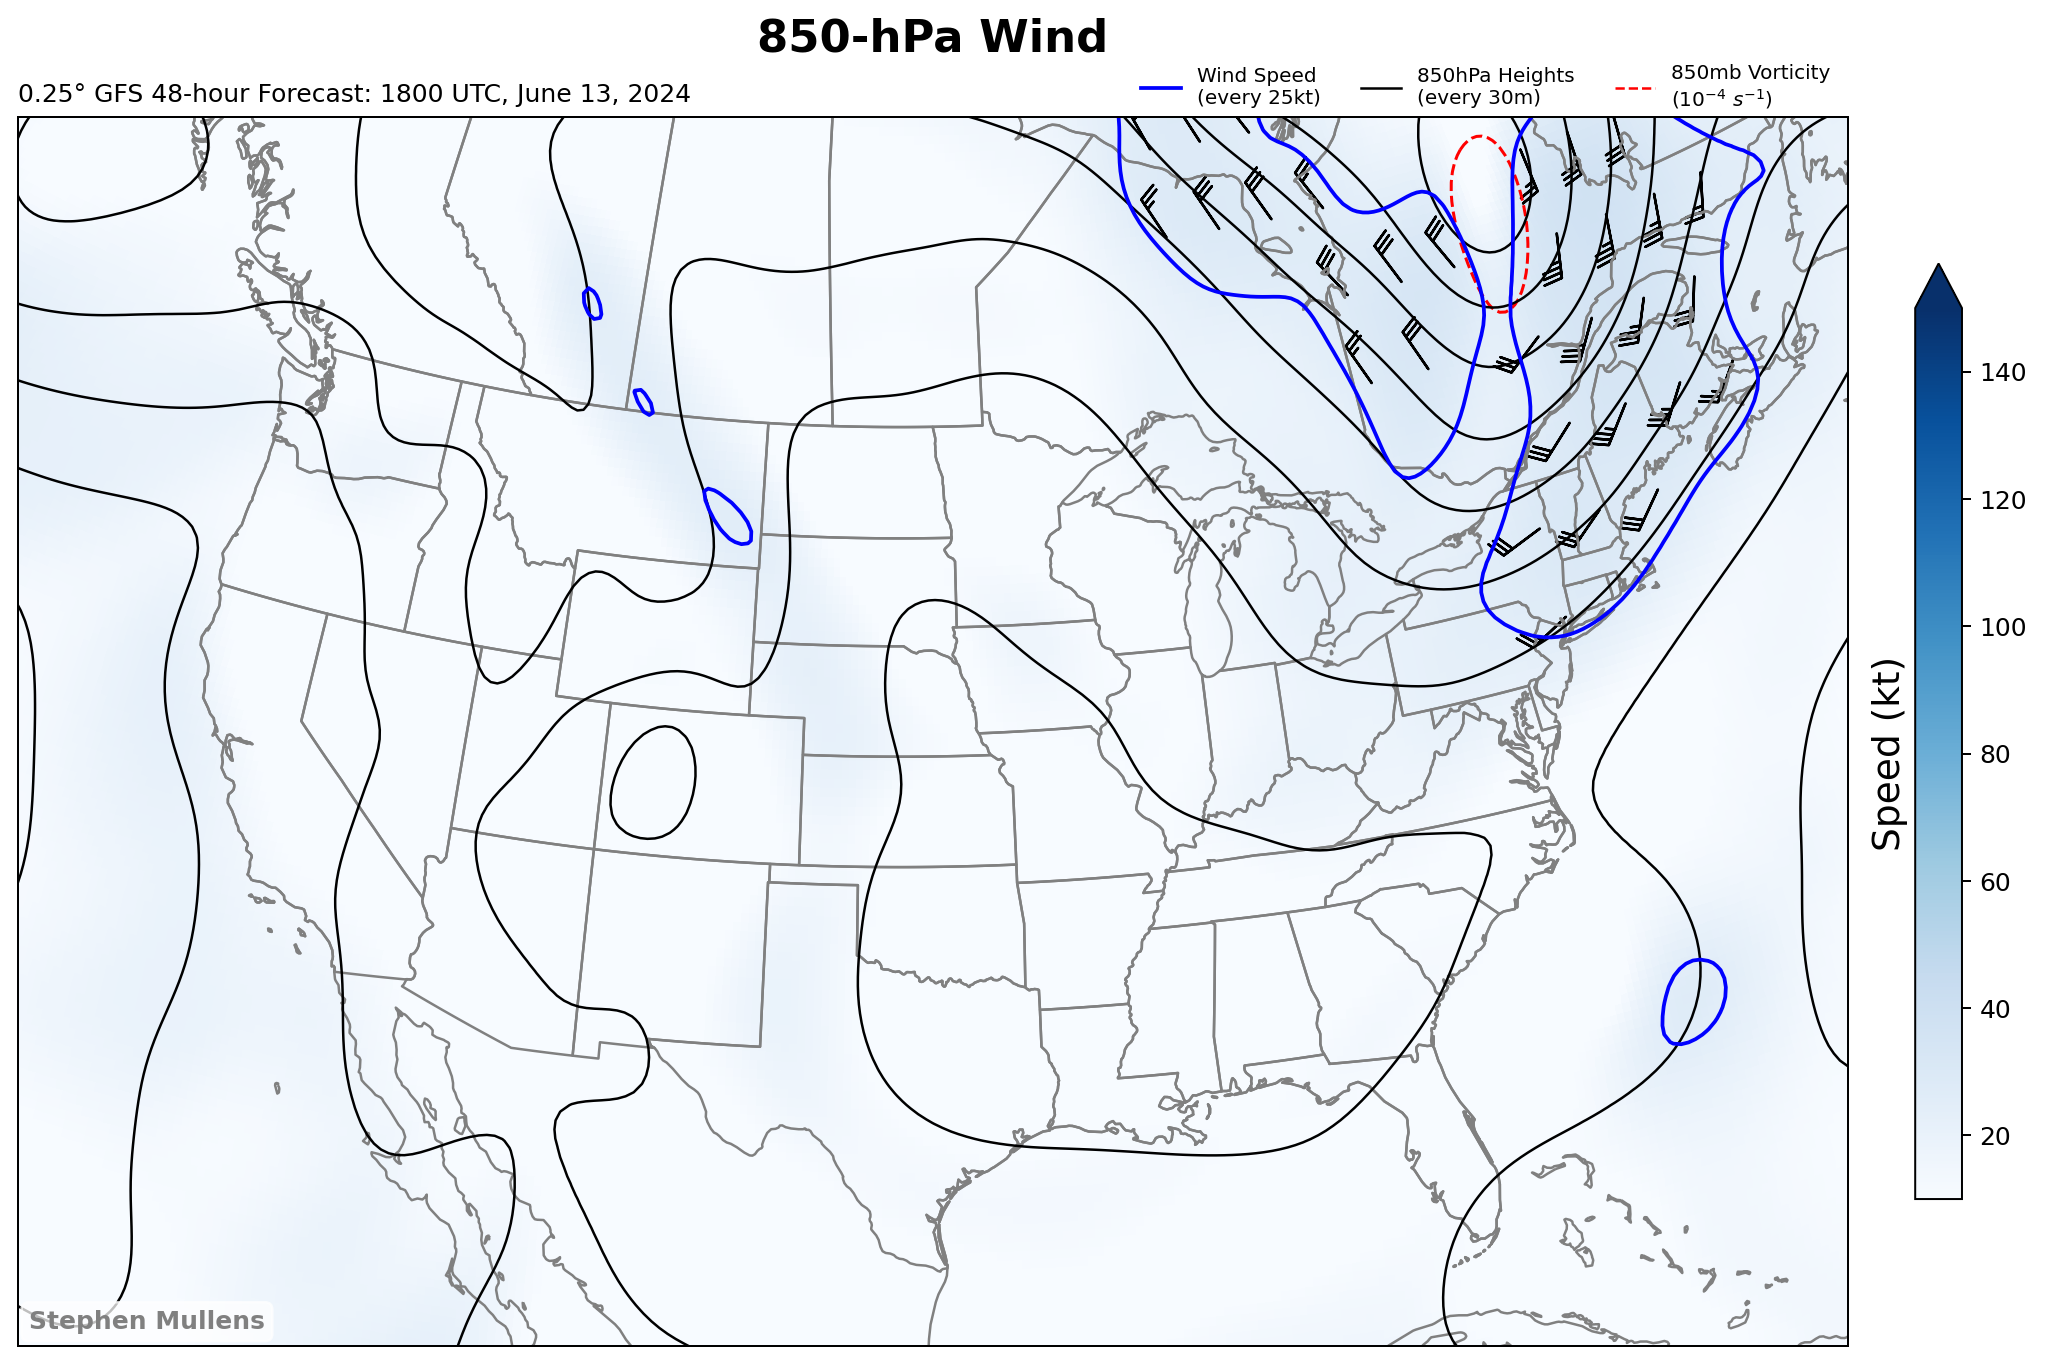 850-hPa Wind
0.25° GFS 48-hour Forecast: 1800 UTC, June 13, 2024
Wind Speed
(every 25kt)
850hPa Heights
(every 30m)
850mb Vorticity
(10⁻⁴ s⁻¹)
140
120
100
80
60
40
20
Speed (kt)
Stephen Mullens